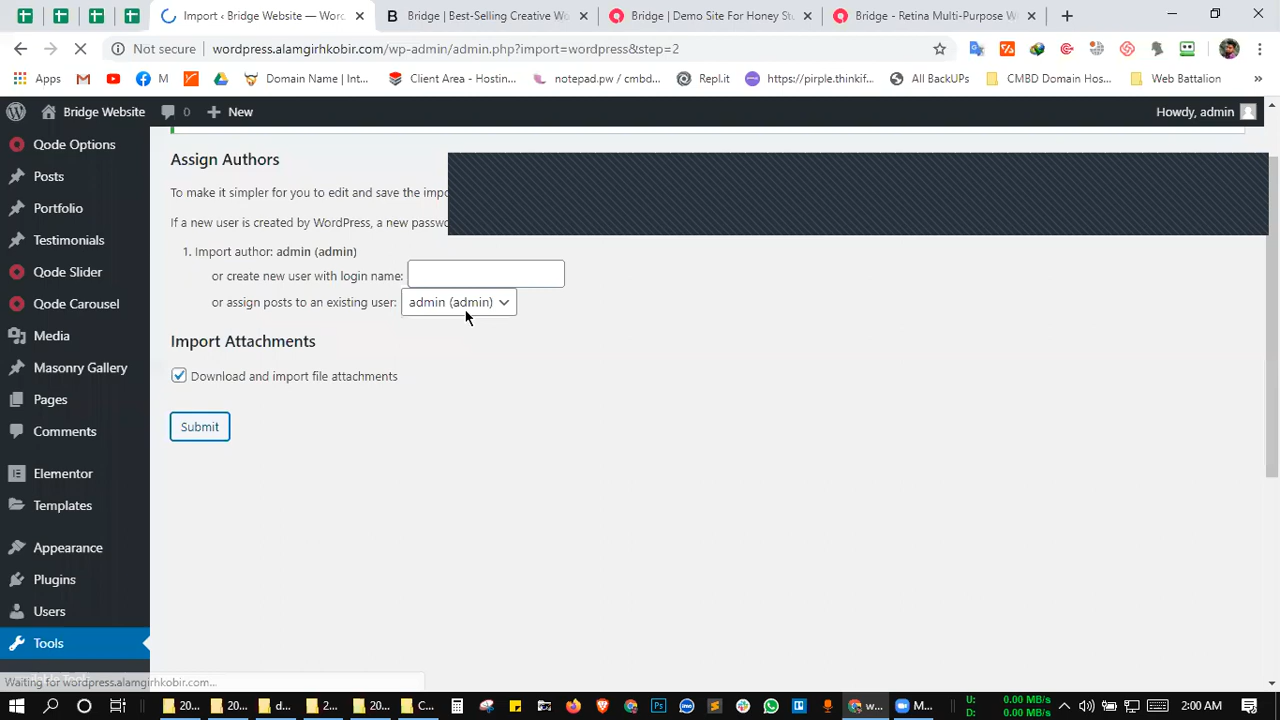 Import ‹ Bridge Website — Wor
Bridge | Best-Selling Creative W
Bridge | Demo Site For Harley S
Bridge - Retina Multi-Purpose W
Not secure
wordpress.alamgirhkobir.com/wp-admin/admin.php?import=wordpress&step=2
Apps
M
Domain Name | Int...
Client Area - Hostin...
notepad.pw / cmbd...
Repl.it
https://pirple.thinkif...
All BackUPs
CMBD Domain Hos...
Web Battalion
»
Bridge Website
0
New
Howdy, admin
Qode Options
Posts
Portfolio
Testimonials
Qode Slider
Qode Carousel
Media
Masonry Gallery
Pages
Comments
Elementor
Templates
Appearance
Plugins
Users
Tools
Assign Authors
To make it simpler for you to edit and save the impo
If a new user is created by WordPress, a new passwo
1. Import author: admin (admin)
or create new user with login name:
or assign posts to an existing user: admin (admin)
Import Attachments
Download and import file attachments
Submit
Waiting for wordpress.alamgirhkobir.com...
20...
20...
d...
2...
20...
C...
w...
M...
U: 0.00 MB/s
D: 0.00 MB/s
2:00 AM